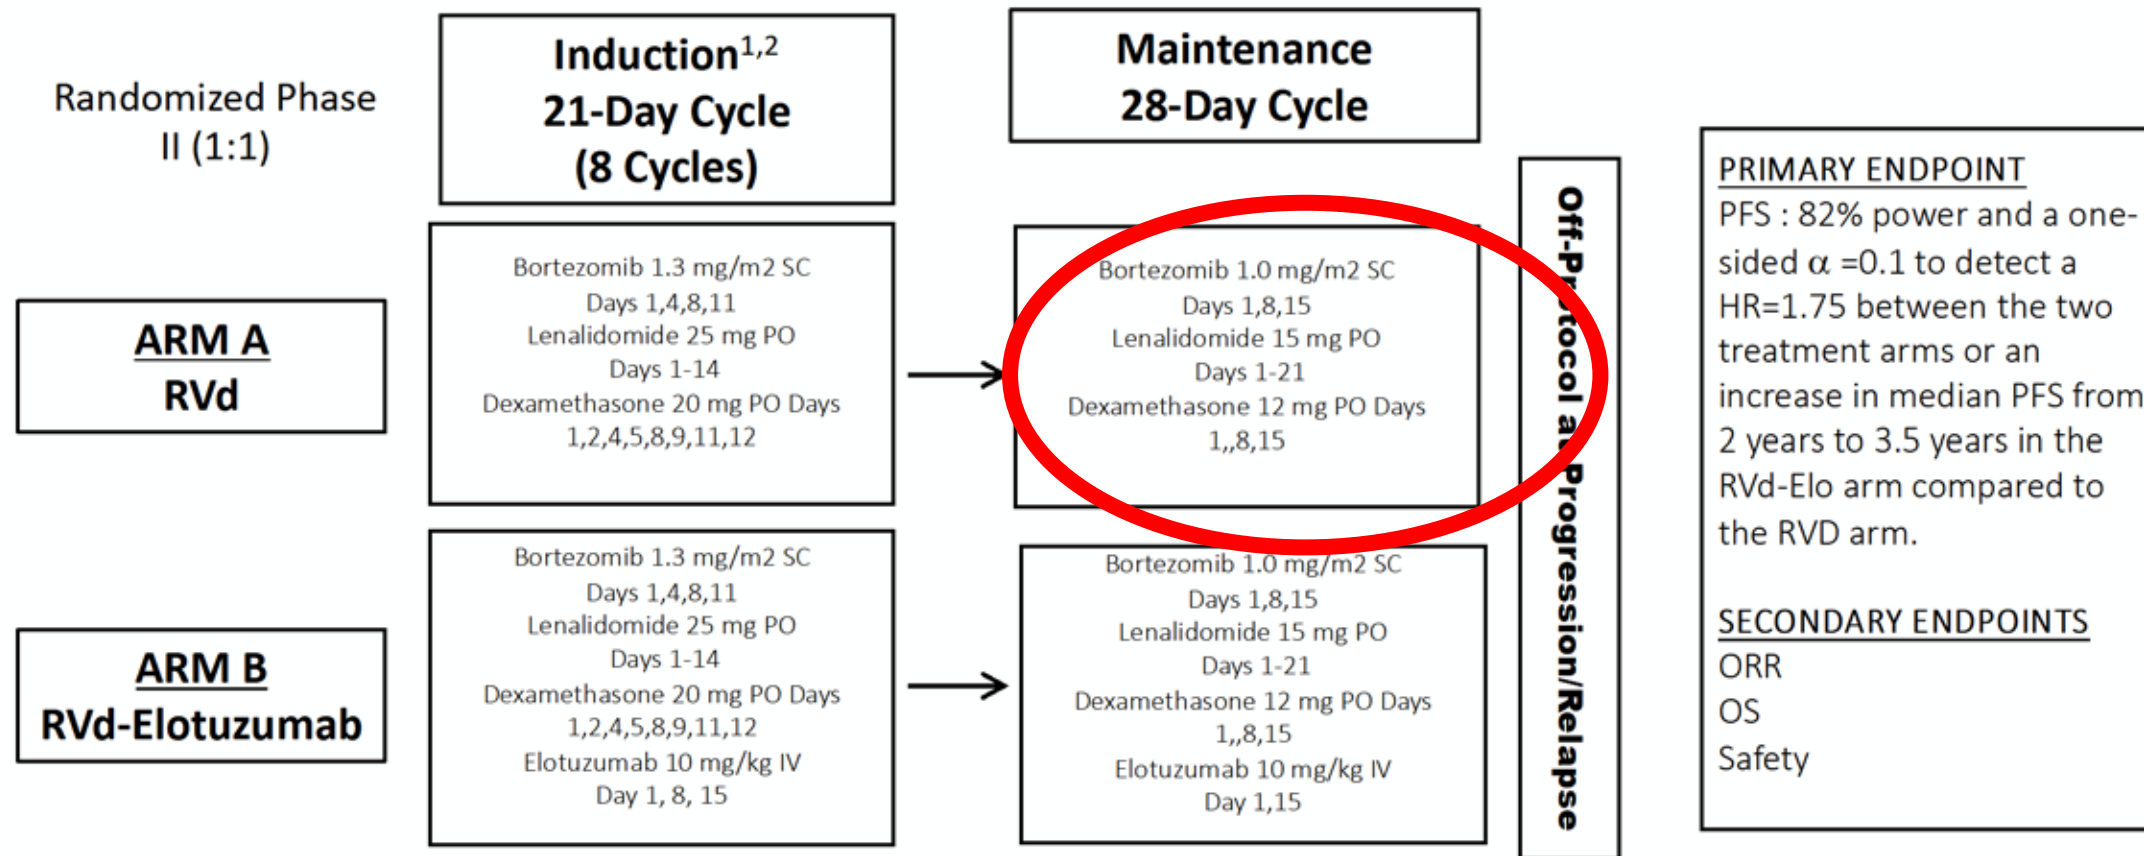 Randomized Phase
II (1:1)
Induction1,2
21-Day Cycle
(8 Cycles)
Maintenance
28-Day Cycle
ARM A
RVd
Bortezomib 1.3 mg/m2 SC
Days 1,4,8,11
Lenalidomide 25 mg PO
Days 1-14
Dexamethasone 20 mg PO Days
1,2,4,5,8,9,11,12
Bortezomib 1.0 mg/m2 SC
Days 1,8,15
Lenalidomide 15 mg PO
Days 1-21
Dexamethasone 12 mg PO Days
1,,8,15
ARM B
RVd-Elotuzumab
Bortezomib 1.3 mg/m2 SC
Days 1,4,8,11
Lenalidomide 25 mg PO
Days 1-14
Dexamethasone 20 mg PO Days
1,2,4,5,8,9,11,12
Elotuzumab 10 mg/kg IV
Day 1, 8, 15
Bortezomib 1.0 mg/m2 SC
Days 1,8,15
Lenalidomide 15 mg PO
Days 1-21
Dexamethasone 12 mg PO Days
1,,8,15
Elotuzumab 10 mg/kg IV
Day 1,15
Off-Protocol at Progression/Relapse
PRIMARY ENDPOINT
PFS : 82% power and a one-
sided α =0.1 to detect a
HR=1.75 between the two
treatment arms or an
increase in median PFS from
2 years to 3.5 years in the
RVd-Elo arm compared to
the RVD arm.
SECONDARY ENDPOINTS
ORR
OS
Safety